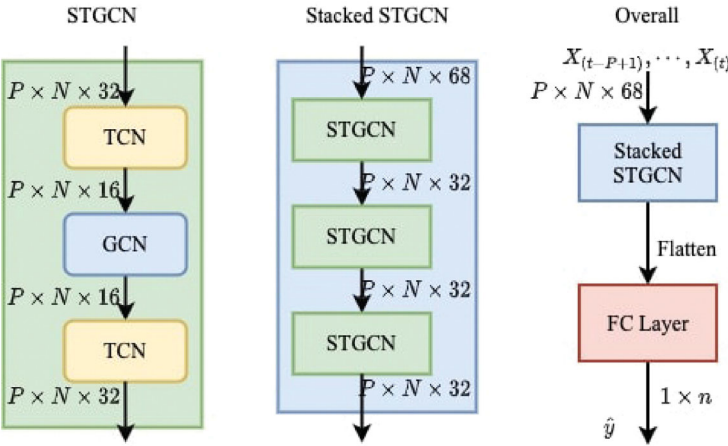 STGCN
P × N × 32
TCN
P × N × 16
GCN
P × N × 16
TCN
P × N × 32
Stacked STGCN
P × N × 68
STGCN
P × N × 32
STGCN
P × N × 32
STGCN
P × N × 32
Overall
X(t−P+1), ⋯, X(t)
P × N × 68
Stacked
STGCN
Flatten
FC Layer
1 × n
ŷ